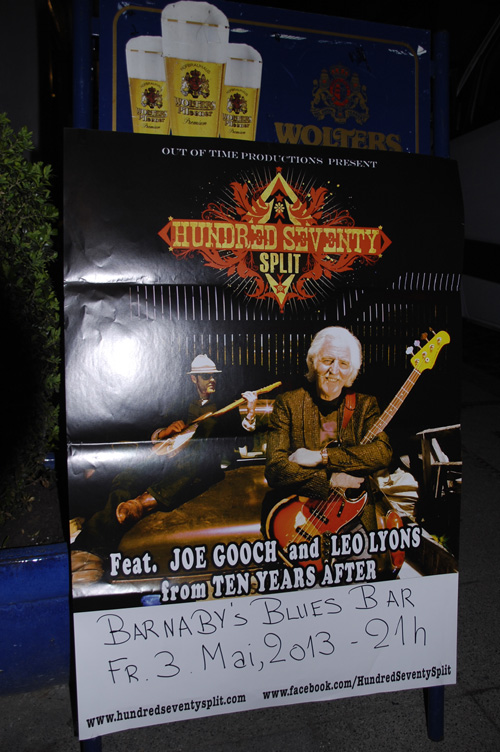 WOLTERS
OUT OF TIME PRODUCTIONS PRESENT
HUNDRED SEVENTY
SPLIT
Feat. JOE GOOCH and LEO LYONS
from TEN YEARS AFTER
BARNABY'S BLUES BAR
FR. 3. Mai, 2013 - 21h
www.hundredseventysplit.com www.facebook.com/HundredSeventySplit